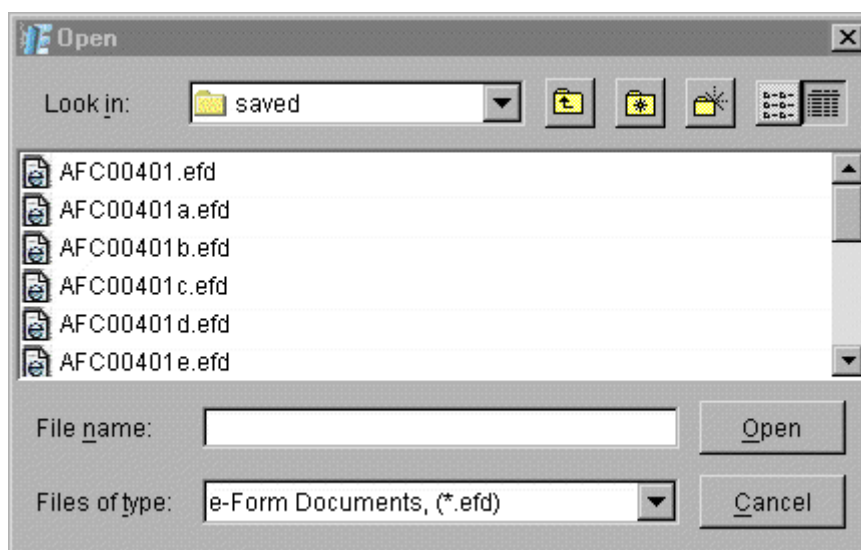 Open
Look in: saved
AFC00401.efd
AFC00401a.efd
AFC00401b.efd
AFC00401c.efd
AFC00401d.efd
AFC00401e.efd
File name: Open
Files of type: e-Form Documents, (*.efd) Cancel